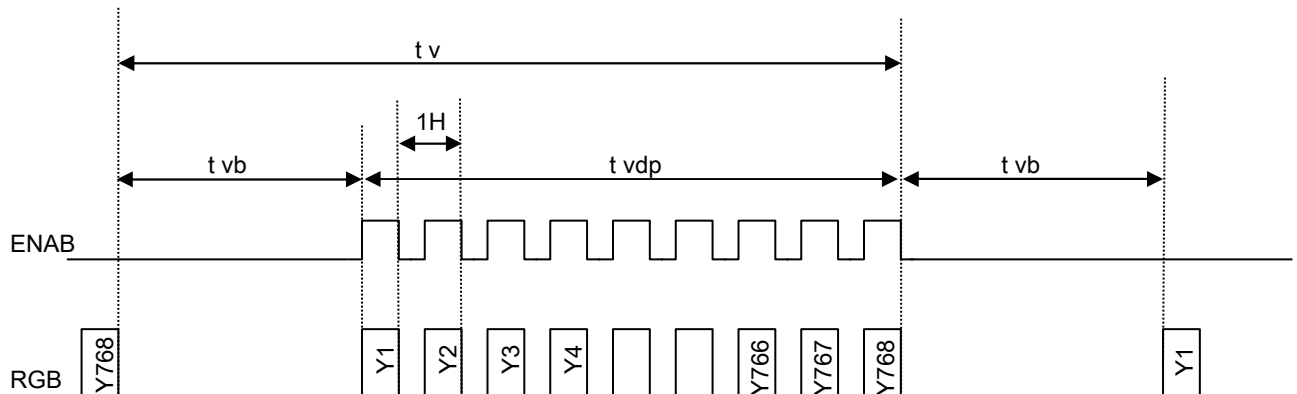 t v
1H
t vb t vdp t vb
ENAB
RGB Y768 Y1 Y2 Y3 Y4 Y766 Y767 Y768 Y1